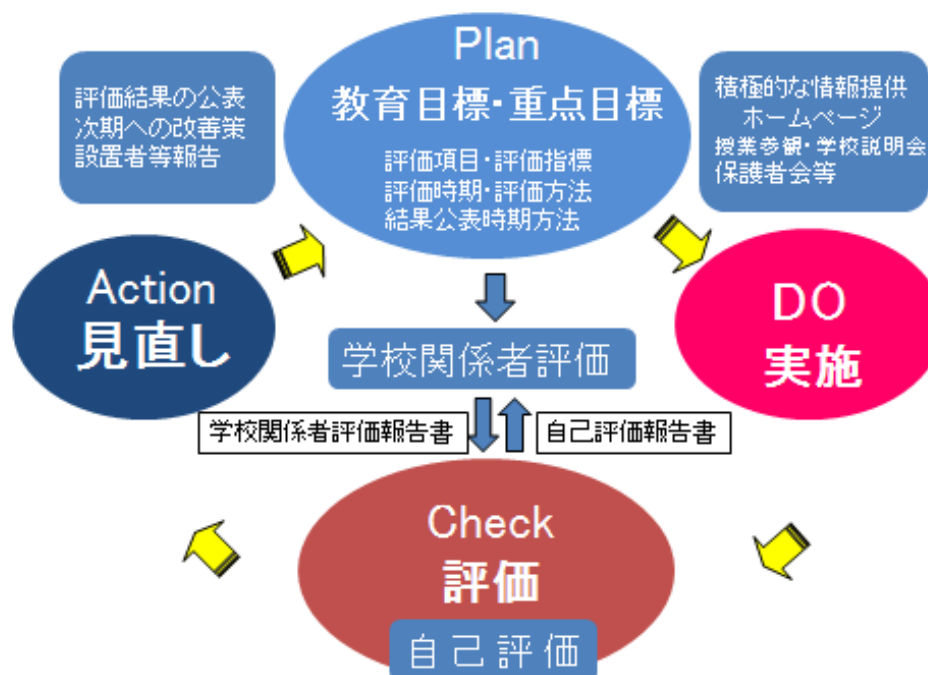 Plan
教育目標・重点目標
評価項目・評価指標
評価時期・評価方法
結果公表時期方法
評価結果の公表
次期への改善策
設置者等報告
積極的な情報提供
ホームページ
授業参観・学校説明会
保護者会等
Action
見直し
DO
実施
学校関係者評価
学校関係者評価報告書
自己評価報告書
Check
評価
自己評価